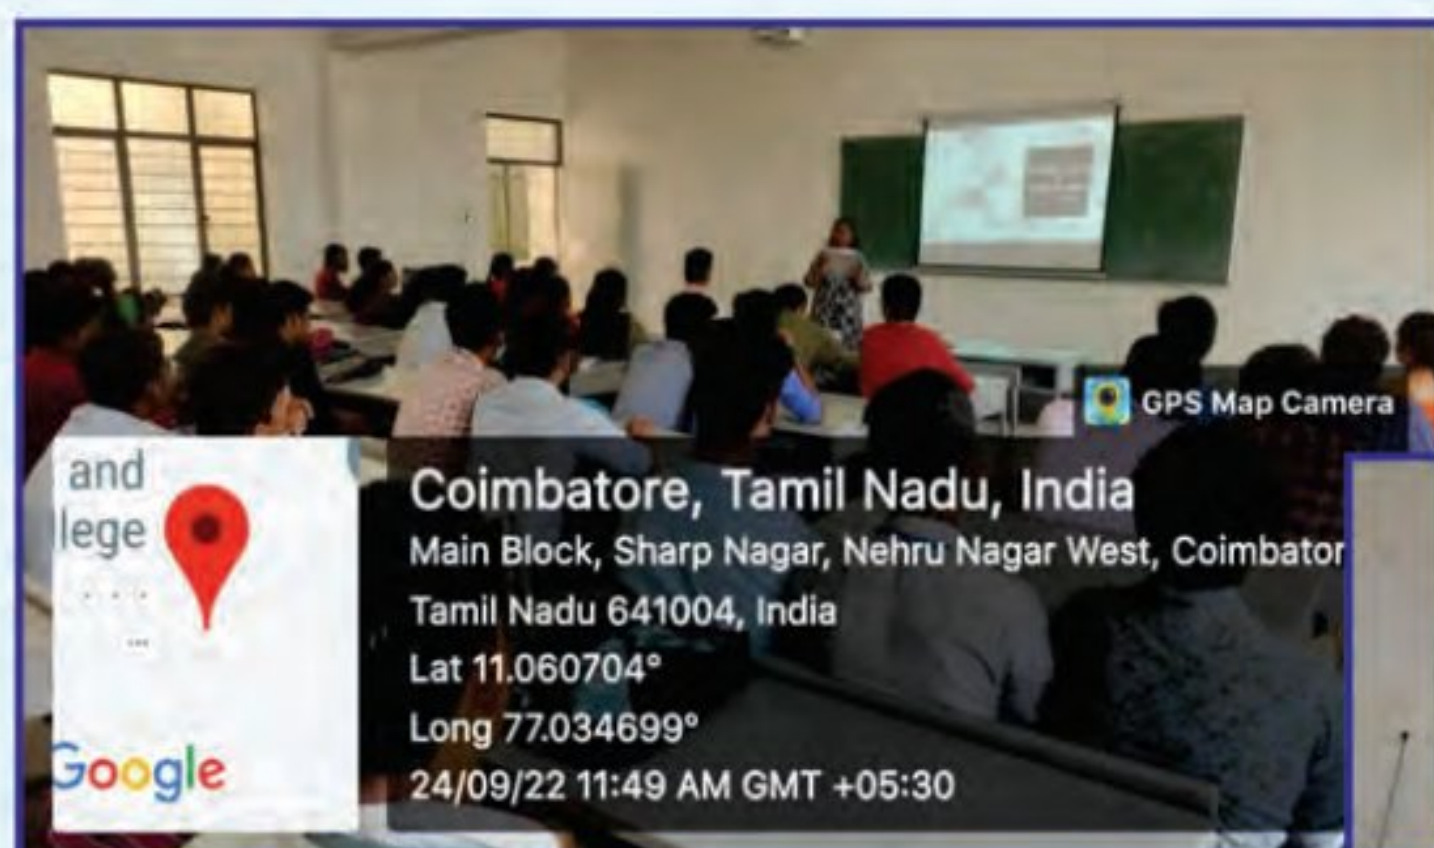 GPS Map Camera
and
lege
Google
Coimbatore, Tamil Nadu, India
Main Block, Sharp Nagar, Nehru Nagar West, Coimbator
Tamil Nadu 641004, India
Lat 11.060704°
Long 77.034699°
24/09/22 11:49 AM GMT +05:30